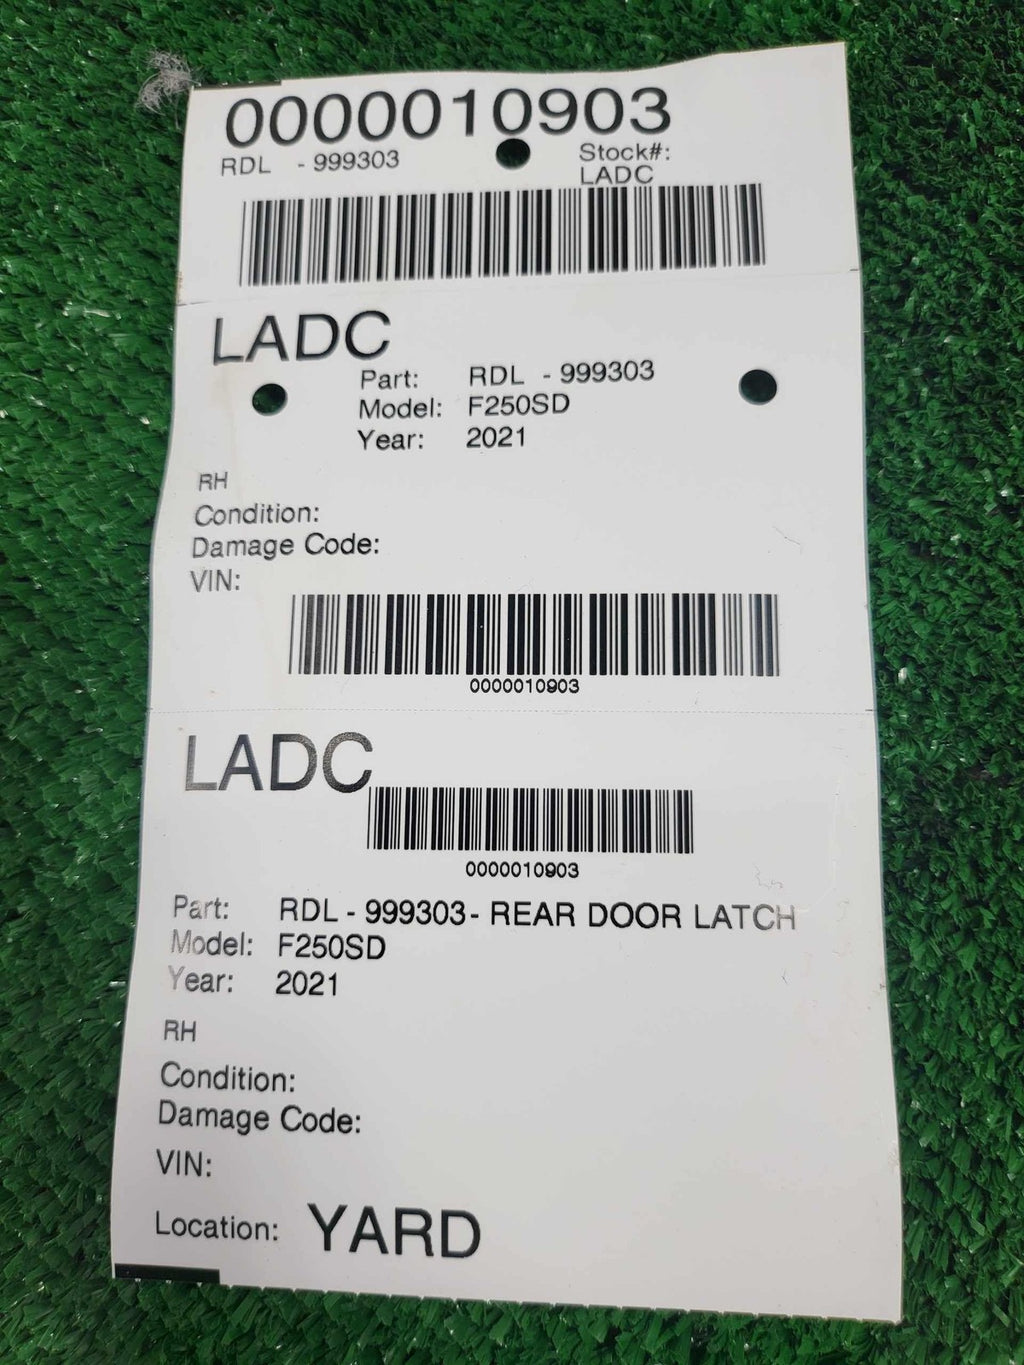 0000010903
RDL - 999303
Stock#:
LADC
LADC
Part: RDL - 999303
Model: F250SD
Year: 2021
RH
Condition:
Damage Code:
VIN:
0000010903
LADC
0000010903
Part: RDL - 999303- REAR DOOR LATCH
Model: F250SD
Year: 2021
RH
Condition:
Damage Code:
VIN:
Location: YARD